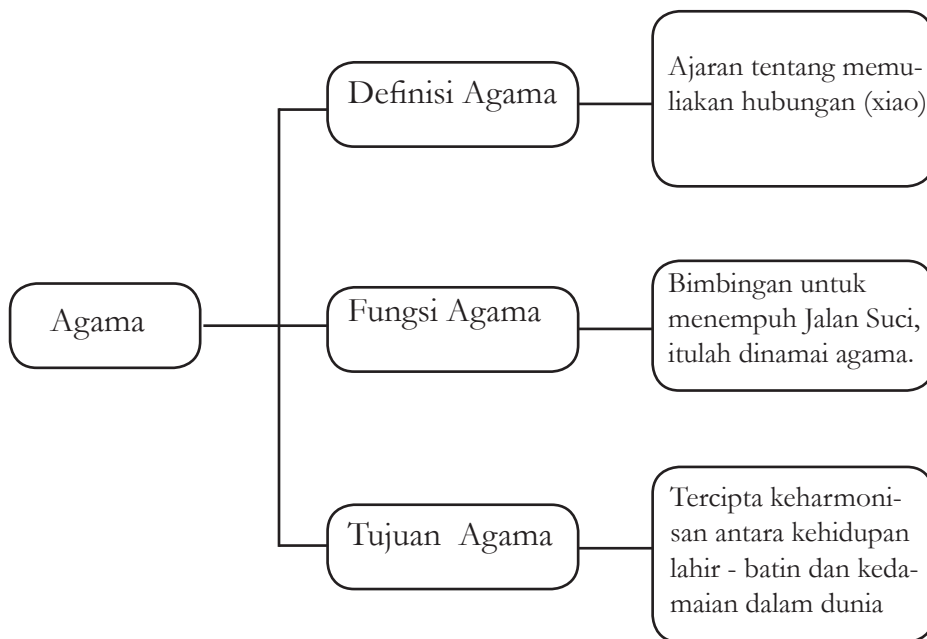 Agama
Definisi Agama
Ajaran tentang memu-
liakan hubungan (xiao)
Fungsi Agama
Bimbingan untuk
menempuh Jalan Suci,
itulah dinamai agama.
Tujuan Agama
Tercipta keharmoni-
san antara kehidupan
lahir - batin dan keda-
maian dalam dunia